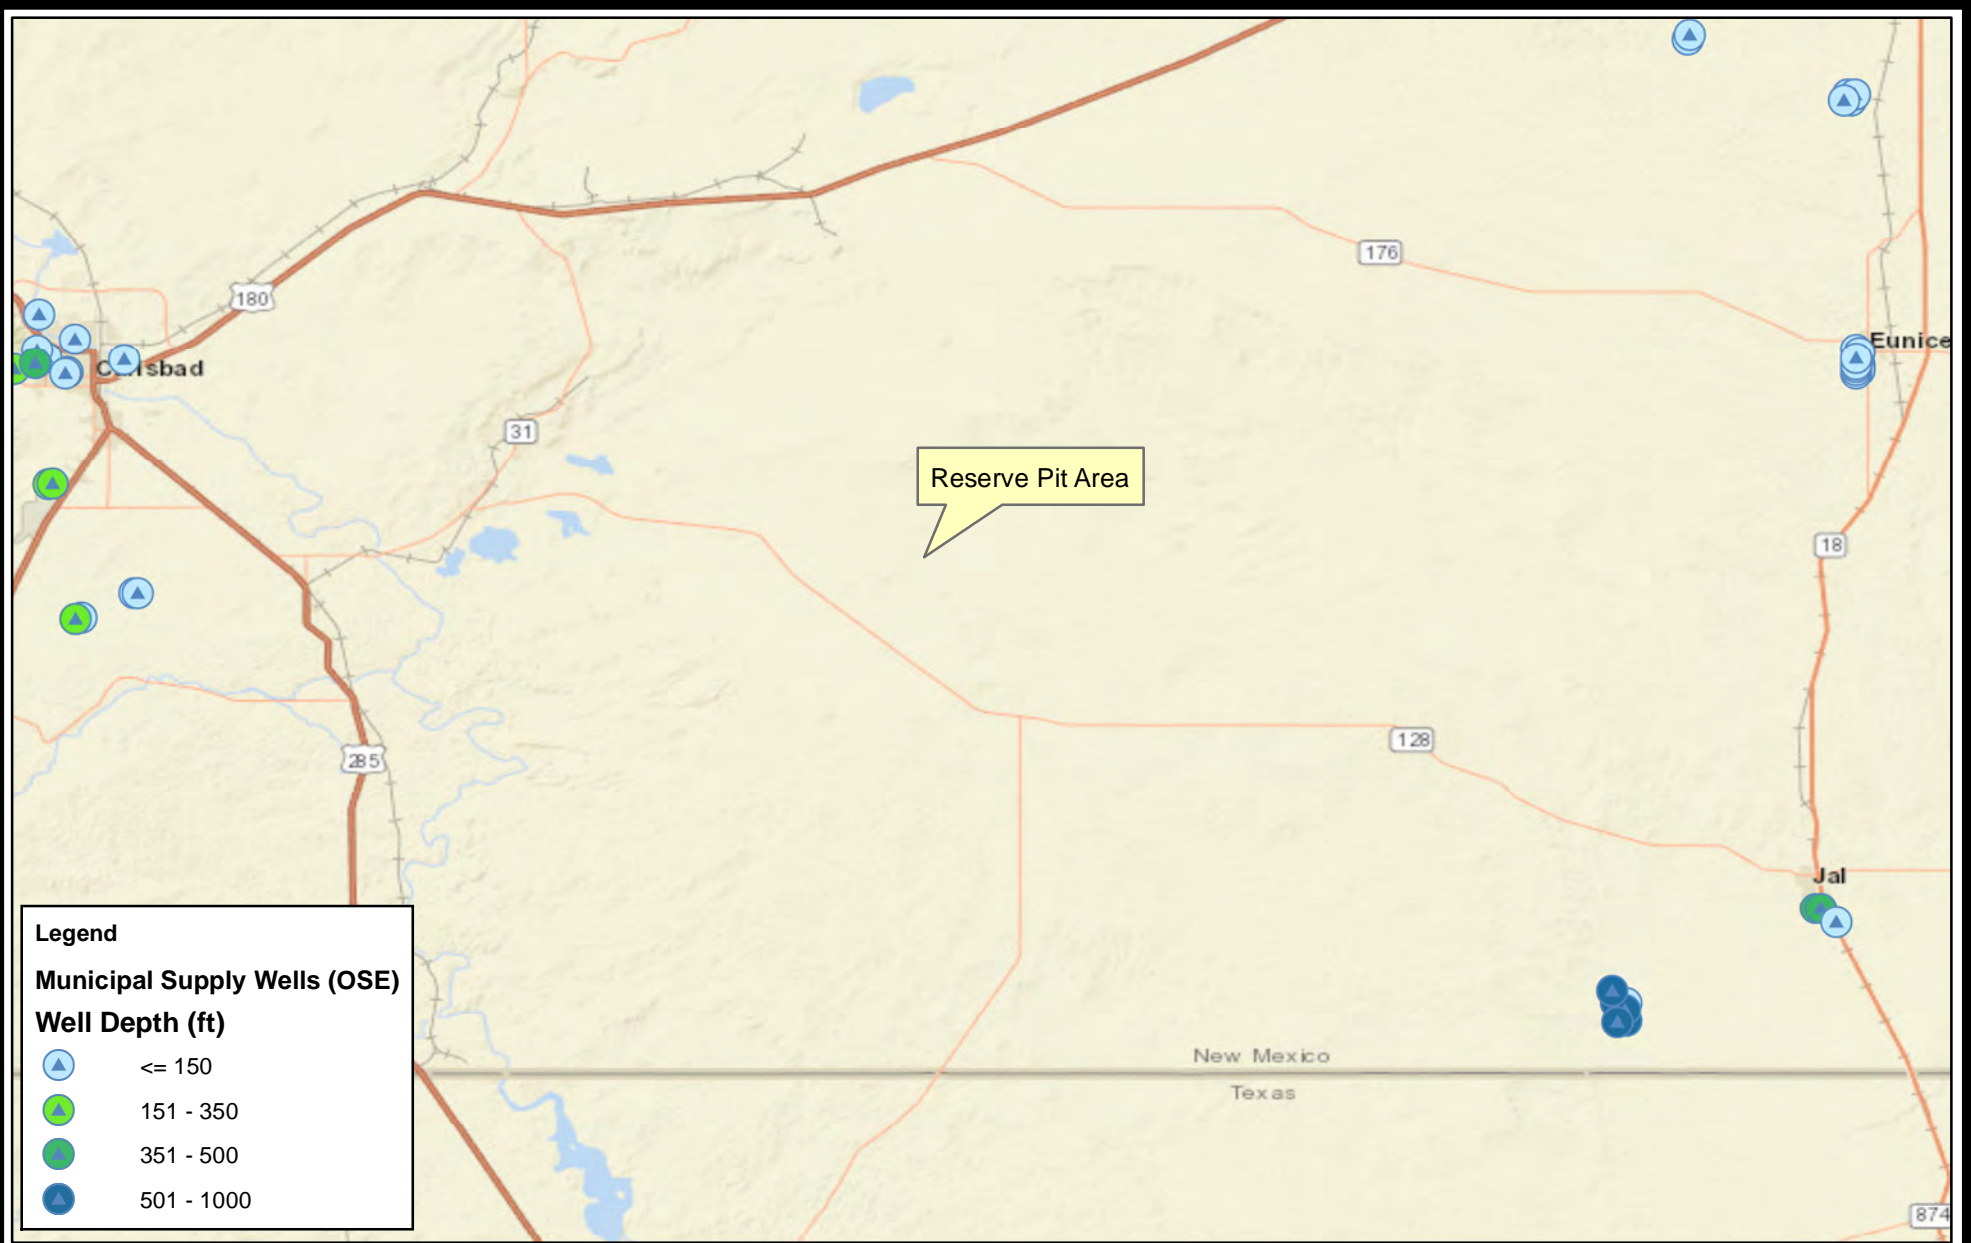 176
180
Eunice
Carlsbad
31
Reserve Pit Area
18
128
285
Jal
New Mexico
Texas
874
Legend
Municipal Supply Wells (OSE)
Well Depth (ft)
<= 150
151 - 350
351 - 500
501 - 1000